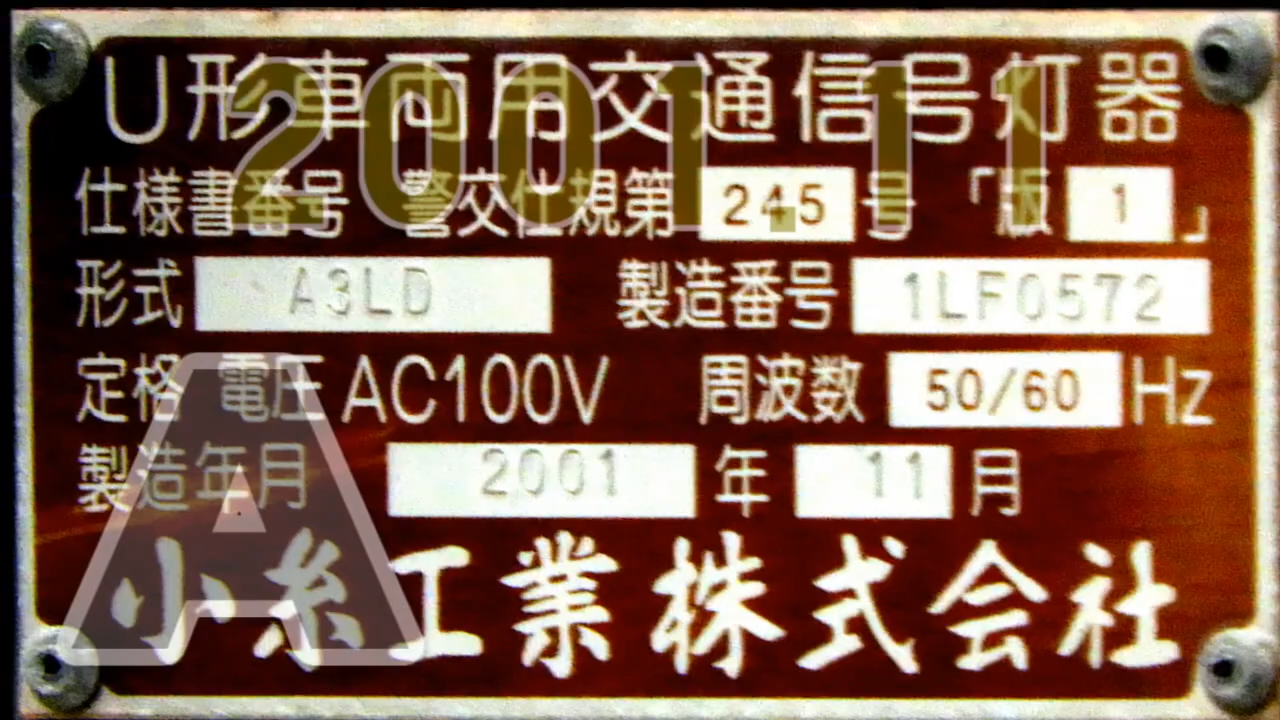 U形車両用交通信号灯器
2001.11
仕様書番号 警交仕規第 245 号 「版 1 」
形式 A3LD 製造番号 1LF0572
定格 電圧 AC100V 周波数 50/60 Hz
製造年月 2001 年 11 月
A
小糸工業株式会社